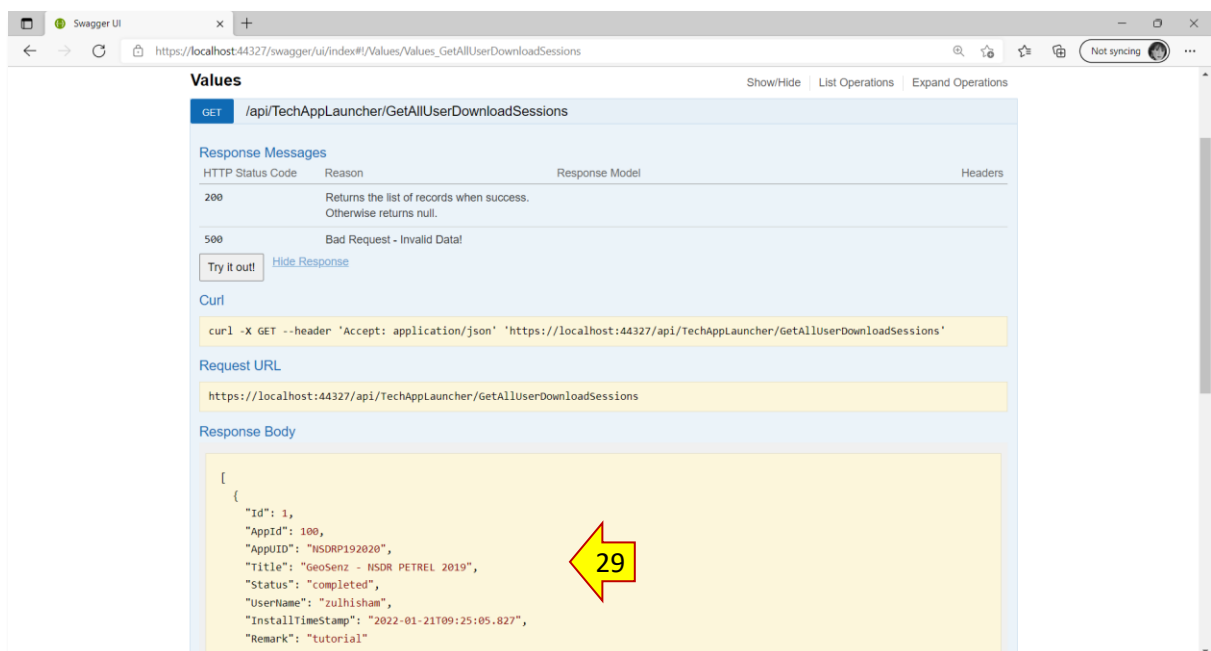 Swagger UI
https://localhost:44327/swagger/ui/index#!/Values/Values_GetAllUserDownloadSessions
Not syncing
Values
Show/Hide List Operations Expand Operations
GET /api/TechAppLauncher/GetAllUserDownloadSessions
Response Messages
HTTP Status Code Reason Response Model Headers
200 Returns the list of records when success.
Otherwise returns null.
500 Bad Request - Invalid Data!
Try it out! Hide Response
Curl
curl -X GET --header 'Accept: application/json' 'https://localhost:44327/api/TechAppLauncher/GetAllUserDownloadSessions'
Request URL
https://localhost:44327/api/TechAppLauncher/GetAllUserDownloadSessions
Response Body
[
{
"Id": 1,
"AppId": 100,
"AppUID": "NSDRP192020",
"Title": "GeoSenz - NSDR PETREL 2019",
29
"Status": "completed",
"UserName": "zulhisham",
"InstallTimeStamp": "2022-01-21T09:25:05.827",
"Remark": "tutorial"